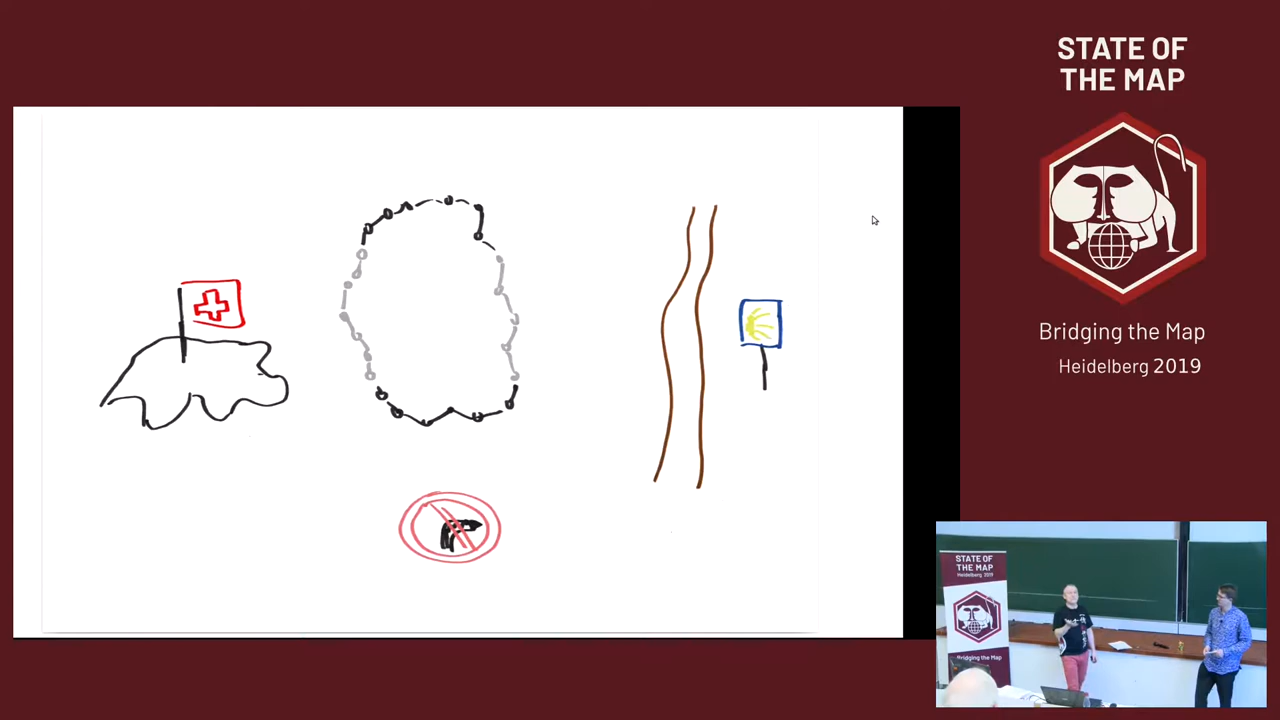 STATE OF
THE MAP
Bridging the Map
Heidelberg 2019
STATE OF
THE MAP
Heidelberg 2019
Bridging the Map